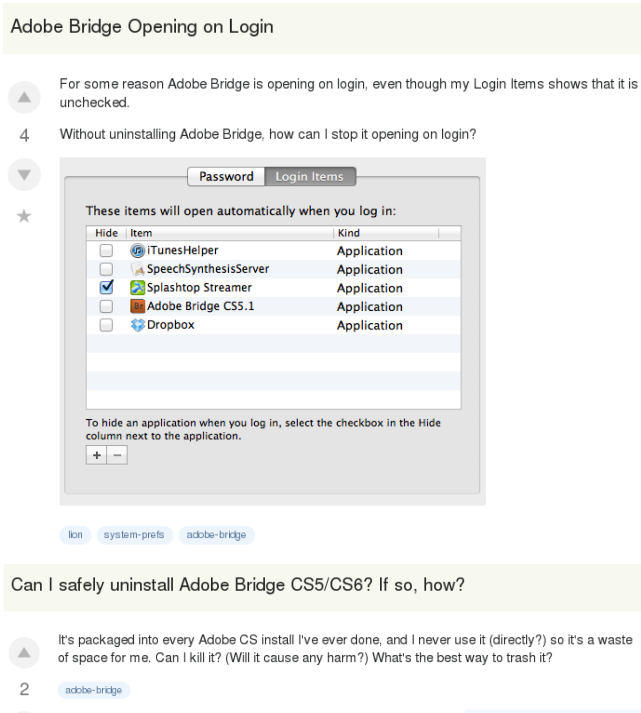 Adobe Bridge Opening on Login
For some reason Adobe Bridge is opening on login, even though my Login Items shows that it is
unchecked.
4
Without uninstalling Adobe Bridge, how can I stop it opening on login?
Password Login Items
These items will open automatically when you log in:
Hide Item Kind
iTunesHelper Application
SpeechSynthesisServer Application
Splashtop Streamer Application
Br Adobe Bridge CS5.1 Application
Dropbox Application
To hide an application when you log in, select the checkbox in the Hide
column next to the application.
+ −
lion system-prefs adobe-bridge
Can I safely uninstall Adobe Bridge CS5/CS6? If so, how?
It's packaged into every Adobe CS install I've ever done, and I never use it (directly?) so it's a waste
of space for me. Can I kill it? (Will it cause any harm?) What's the best way to trash it?
2
adobe-bridge